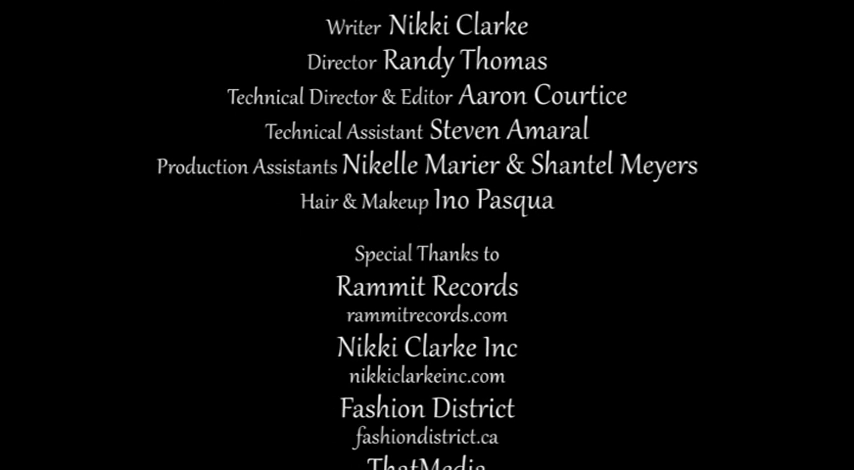 Writer Nikki Clarke
Director Randy Thomas
Technical Director & Editor Aaron Courtice
Technical Assistant Steven Amaral
Production Assistants Nikelle Marier & Shantel Meyers
Hair & Makeup Ino Pasqua
Special Thanks to
Rammit Records
rammitrecords.com
Nikki Clarke Inc
nikkiclarkeinc.com
Fashion District
fashiondistrict.ca
ThatMedia